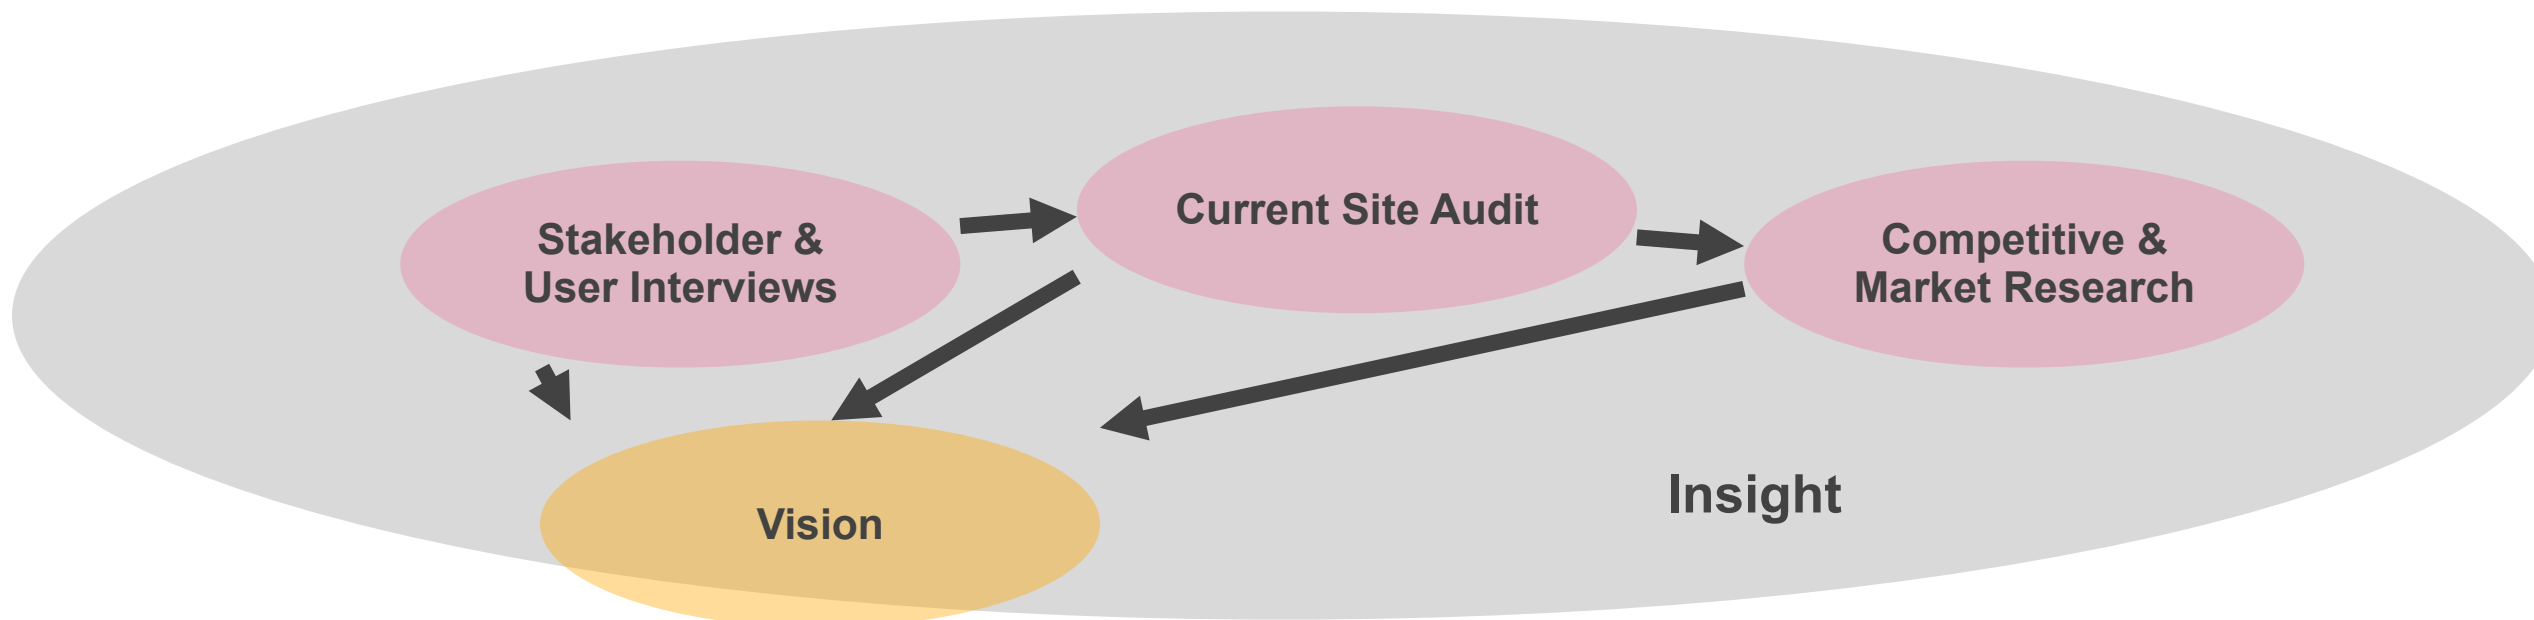 Stakeholder &
User Interviews
Current Site Audit
Competitive &
Market Research
Vision
Insight